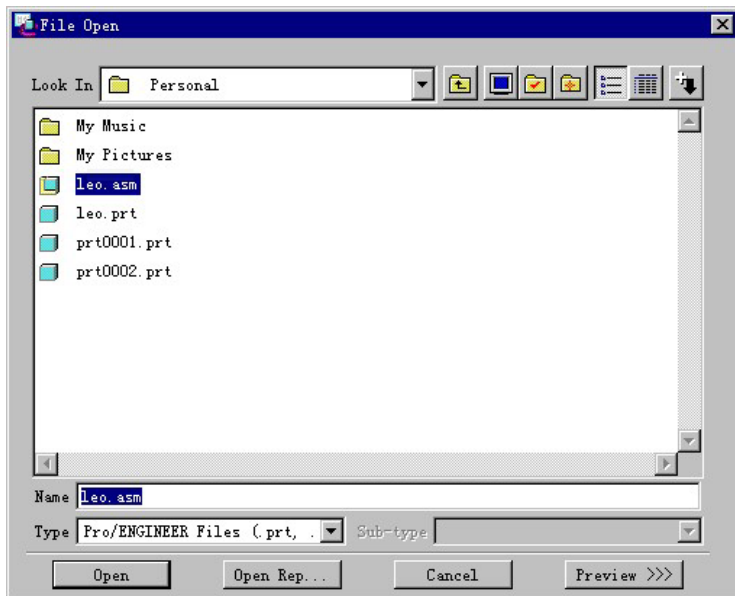 File Open
Look In Personal
My Music
My Pictures
leo.asm
leo.prt
prt0001.prt
prt0002.prt
Name leo.asm
Type Pro/ENGINEER Files (.prt, . Sub-type
Open Open Rep... Cancel Preview >>>